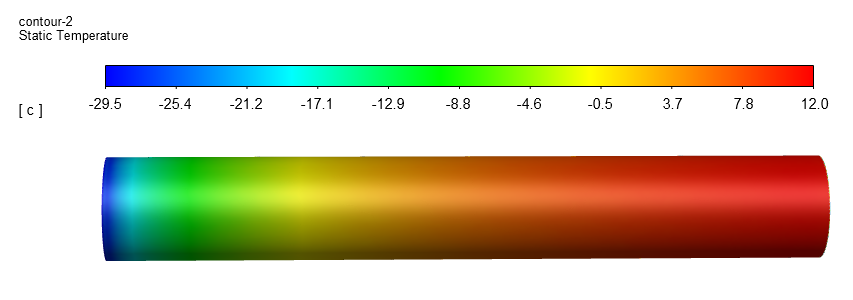 contour-2
Static Temperature
[ c ]
-29.5 -25.4 -21.2 -17.1 -12.9 -8.8 -4.6 -0.5 3.7 7.8 12.0